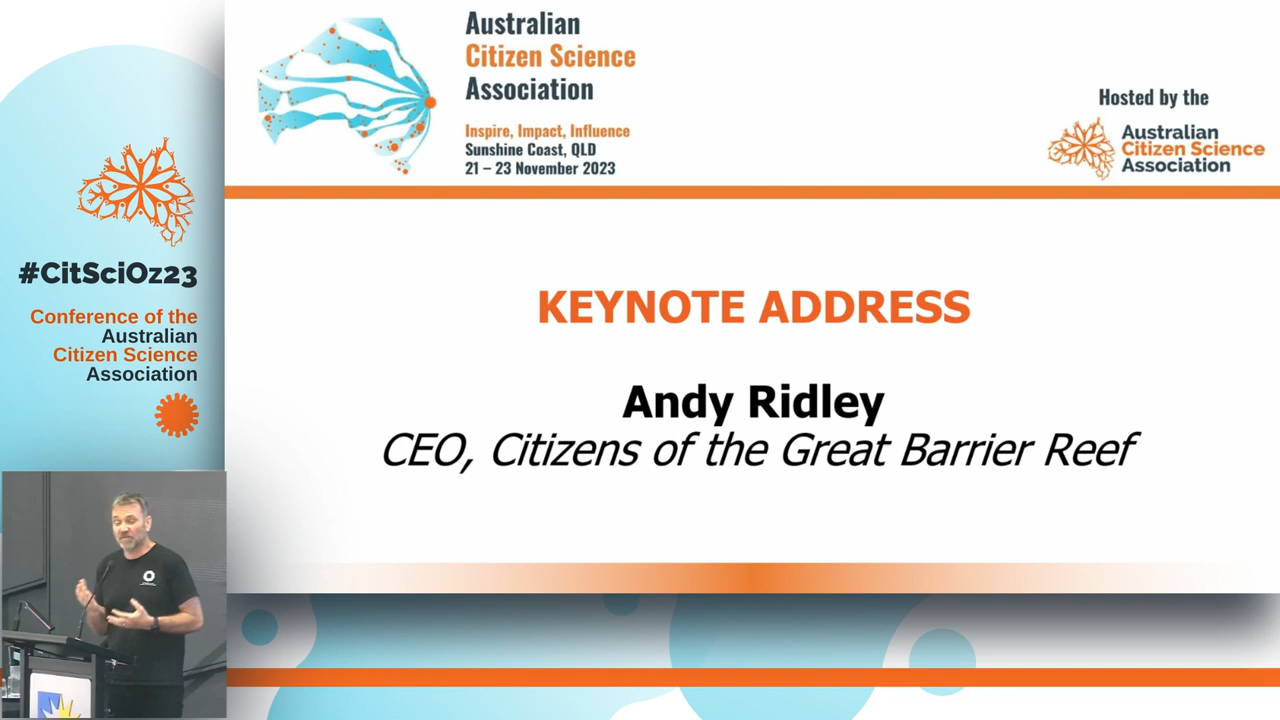 Australian
Citizen Science
Association
Inspire, Impact, Influence
Sunshine Coast, QLD
21 – 23 November 2023
Hosted by the
Australian
Citizen Science
Association
#CitSciOz23
Conference of the
Australian
Citizen Science
Association
KEYNOTE ADDRESS
Andy Ridley
CEO, Citizens of the Great Barrier Reef